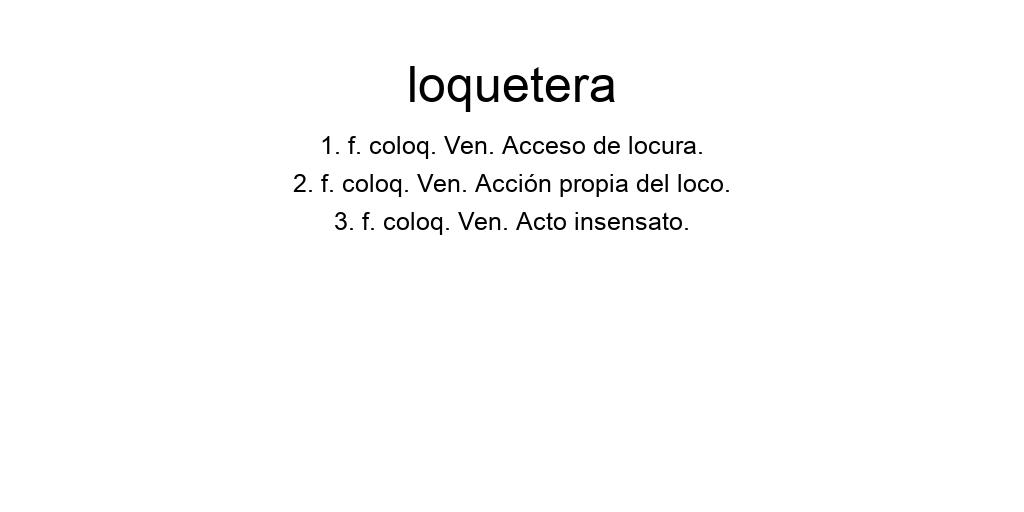 loquetera
1. f. coloq. Ven. Acceso de locura.
2. f. coloq. Ven. Acción propia del loco.
3. f. coloq. Ven. Acto insensato.